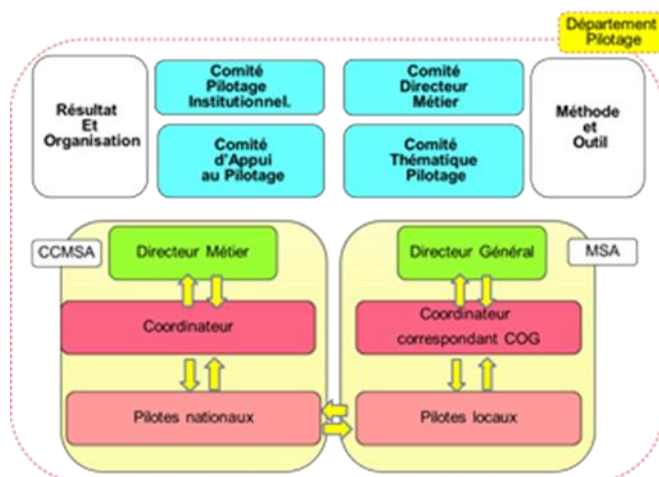 Département
Pilotage
Résultat
Et
Organisation
Comité
Pilotage
Institutionnel.
Comité
Directeur
Métier
Méthode
et
Outil
Comité
d'Appui
au Pilotage
Comité
Thématique
Pilotage
CCMSA
Directeur Métier
Directeur Général
MSA
Coordinateur
Coordinateur
correspondant COG
Pilotes nationaux
Pilotes locaux